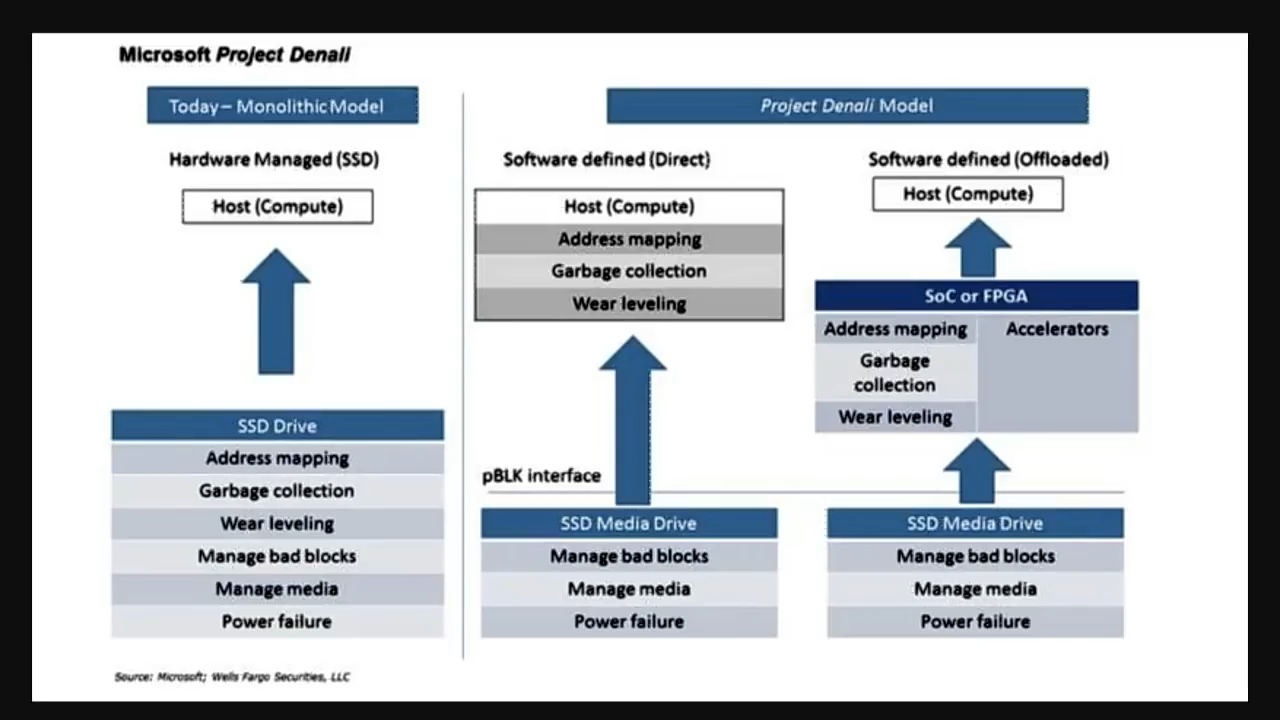 Microsoft Project Denali
Today – Monolithic Model
Hardware Managed (SSD)
Host (Compute)
SSD Drive
Address mapping
Garbage collection
Wear leveling
Manage bad blocks
Manage media
Power failure
Project Denali Model
Software defined (Direct)
Host (Compute)
Address mapping
Garbage collection
Wear leveling
pBLK interface
SSD Media Drive
Manage bad blocks
Manage media
Power failure
Software defined (Offloaded)
Host (Compute)
SoC or FPGA
Address mapping
Garbage
collection
Wear leveling
Accelerators
SSD Media Drive
Manage bad blocks
Manage media
Power failure
Source: Microsoft; Wells Fargo Securities, LLC